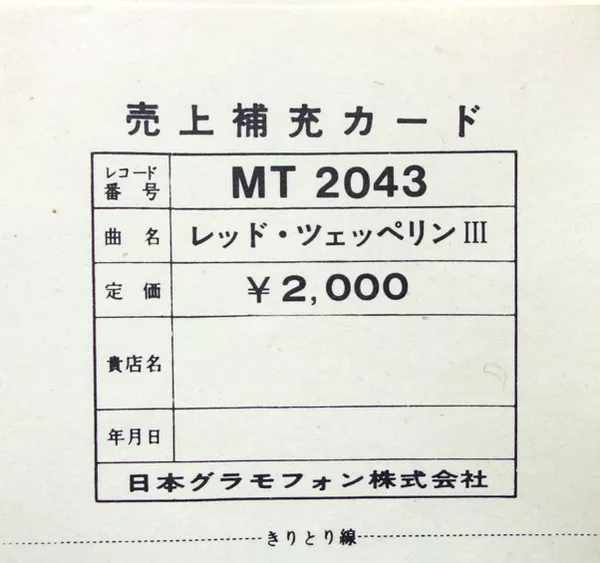 売上補充カード
レコード番号 MT 2043
曲名 レッド・ツェッペリンIII
定価 ¥2,000
貴店名
年月日
日本グラモフォン株式会社
きりとり線